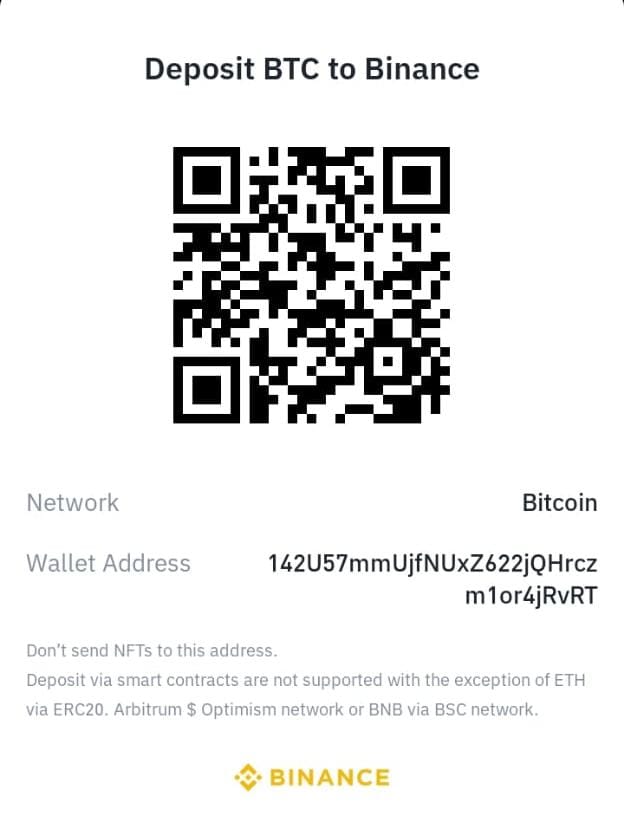 Deposit BTC to Binance
Network Bitcoin
Wallet Address 142U57mmUjfNUxZ622jQHrcz
m1or4jRvRT
Don't send NFTs to this address.
Deposit via smart contracts are not supported with the exception of ETH
via ERC20. Arbitrum $ Optimism network or BNB via BSC network.
BINANCE